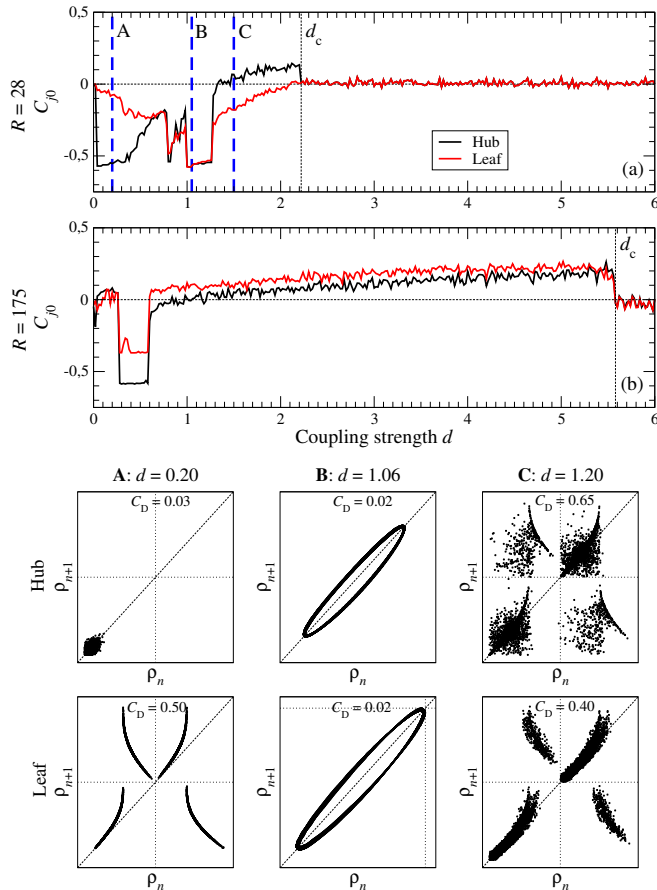 A B C d_c
0,5
0
-0,5
R = 28
C_j0
Hub
Leaf
(a)
0 1 2 3 4 5 6
0,5
0
-0,5
R = 175
C_j0
d_c
(b)
0 1 2 3 4 5 6
Coupling strength d
A: d = 0.20 B: d = 1.06 C: d = 1.20
C_D = 0.03 C_D = 0.02 C_D = 0.65
Hub
ρ_n+1 ρ_n+1 ρ_n+1
ρ_n ρ_n ρ_n
C_D = 0.50 C_D = 0.02 C_D = 0.40
Leaf
ρ_n+1 ρ_n+1 ρ_n+1
ρ_n ρ_n ρ_n